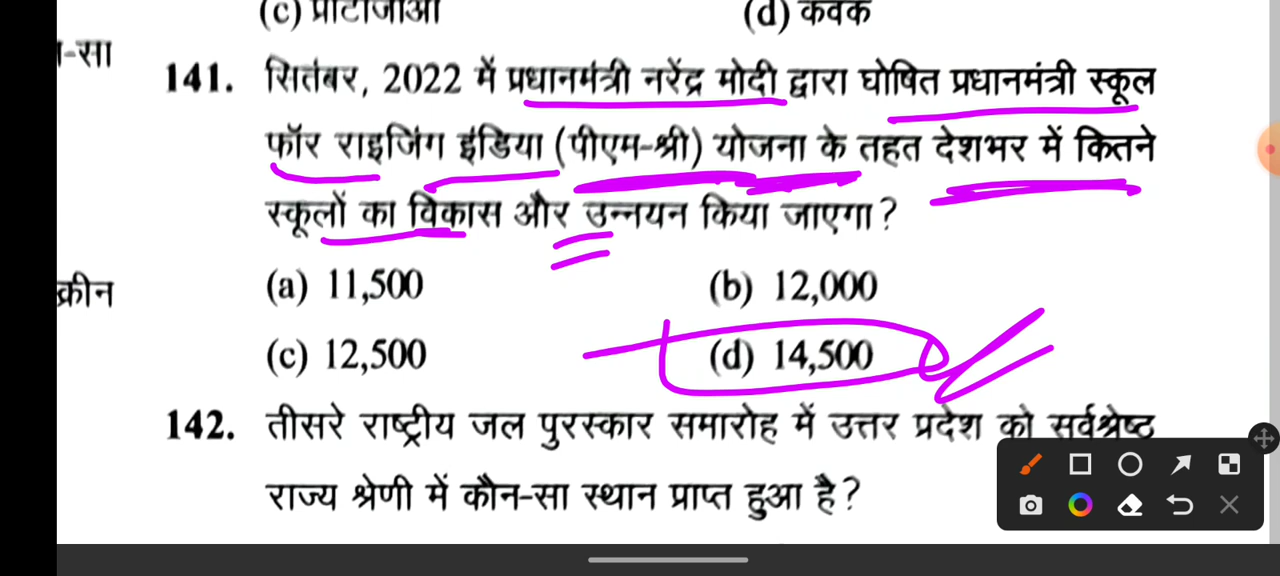 (c) प्रोटोजोआ (d) कवक
न-सा
141. सितंबर, 2022 में प्रधानमंत्री नरेंद्र मोदी द्वारा घोषित प्रधानमंत्री स्कूल
फॉर राइजिंग इंडिया (पीएम-श्री) योजना के तहत देशभर में कितने
स्कूलों का विकास और उन्नयन किया जाएगा?
(a) 11,500 (b) 12,000
क्रीन
(c) 12,500 (d) 14,500
142. तीसरे राष्ट्रीय जल पुरस्कार समारोह में उत्तर प्रदेश को सर्वश्रेष्ठ
राज्य श्रेणी में कौन-सा स्थान प्राप्त हुआ है?